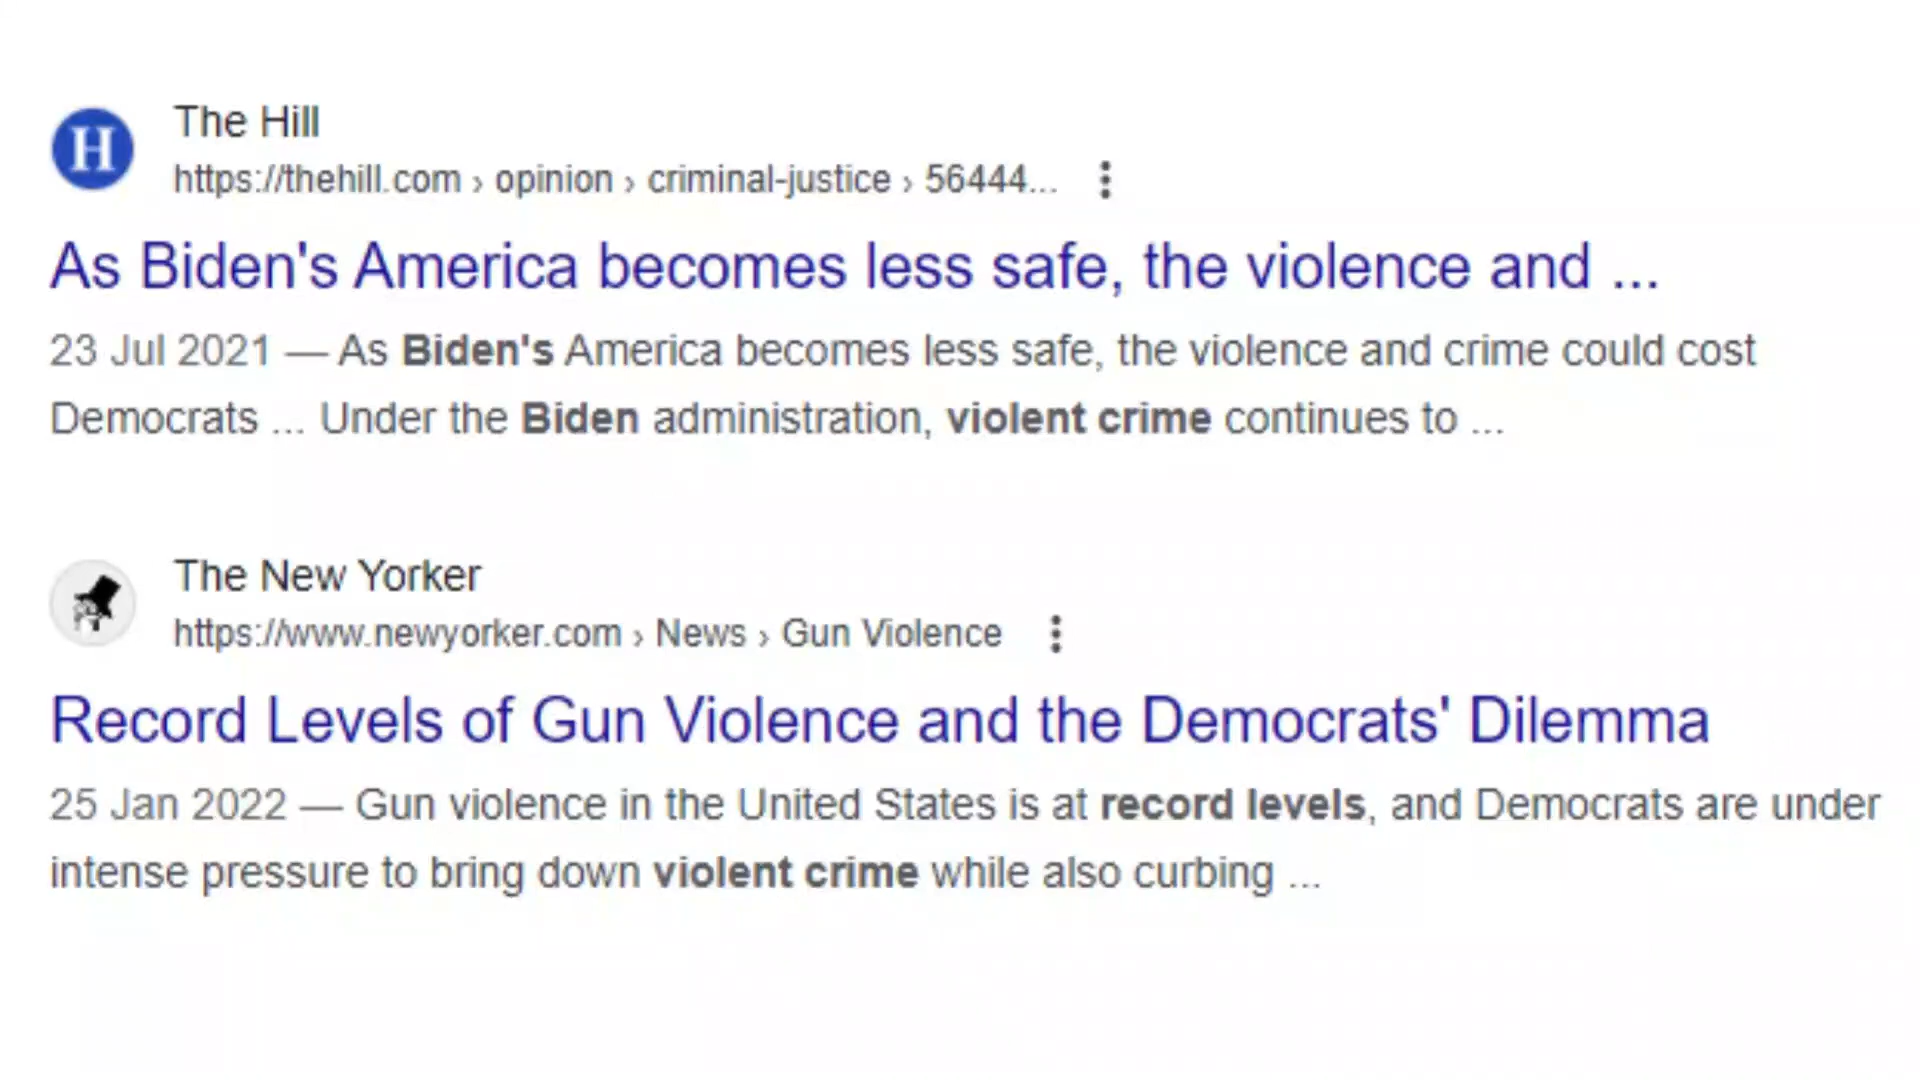 The Hill
https://thehill.com › opinion › criminal-justice › 56444...
As Biden's America becomes less safe, the violence and ...
23 Jul 2021 — As Biden's America becomes less safe, the violence and crime could cost
Democrats ... Under the Biden administration, violent crime continues to ...
The New Yorker
https://www.newyorker.com › News › Gun Violence
Record Levels of Gun Violence and the Democrats' Dilemma
25 Jan 2022 — Gun violence in the United States is at record levels, and Democrats are under
intense pressure to bring down violent crime while also curbing ...